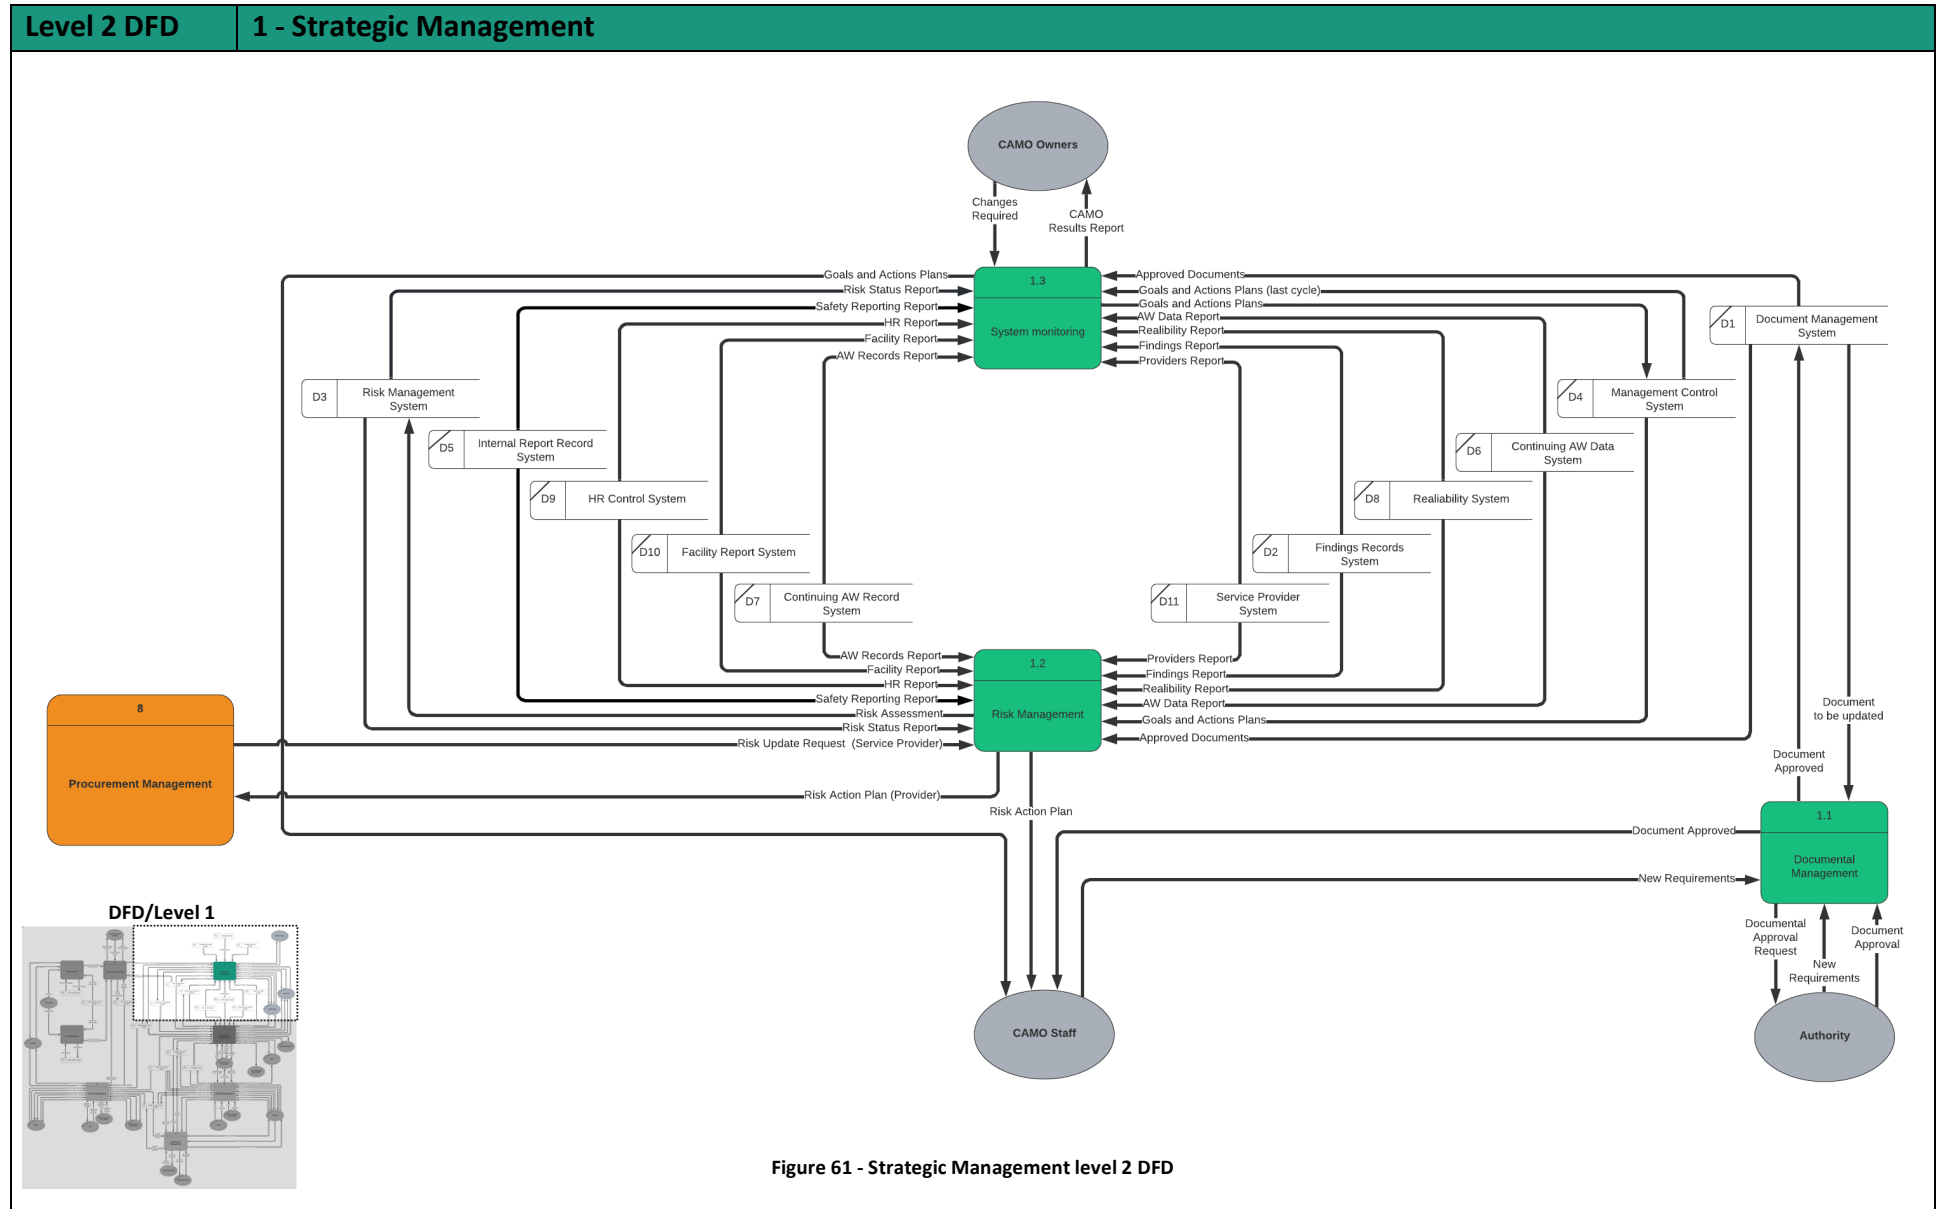 Level 2 DFD
1 - Strategic Management
CAMO Owners
Changes
Required
CAMO
Results Report
Goals and Actions Plans
Risk Status Report
Safety Reporting Report
HR Report
Facility Report
AW Records Report
1.3
System monitoring
Approved Documents
Goals and Actions Plans (last cycle)
Goals and Actions Plans
AW Data Report
Realibility Report
Findings Report
Providers Report
D1
Document Management
System
D3
Risk Management
System
D4
Management Control
System
D5
Internal Report Record
System
D6
Continuing AW Data
System
D9
HR Control System
D8
Realiability System
D10
Facility Report System
D2
Findings Records
System
D7
Continuing AW Record
System
D11
Service Provider
System
AW Records Report
Facility Report
HR Report
Safety Reporting Report
Risk Assessment
Risk Status Report
Risk Update Request  (Service Provider)
1.2
Risk Management
Providers Report
Findings Report
Realibility Report
AW Data Report
Goals and Actions Plans
Approved Documents
Document
to be updated
Document
Approved
8
Procurement Management
Risk Action Plan (Provider)
Risk Action Plan
1.1
Documental
Management
Document Approved
New Requirements
Documental
Approval
Request
New
Requirements
Document
Approval
CAMO Staff
Authority
DFD/Level 1
Figure 61 - Strategic Management level 2 DFD